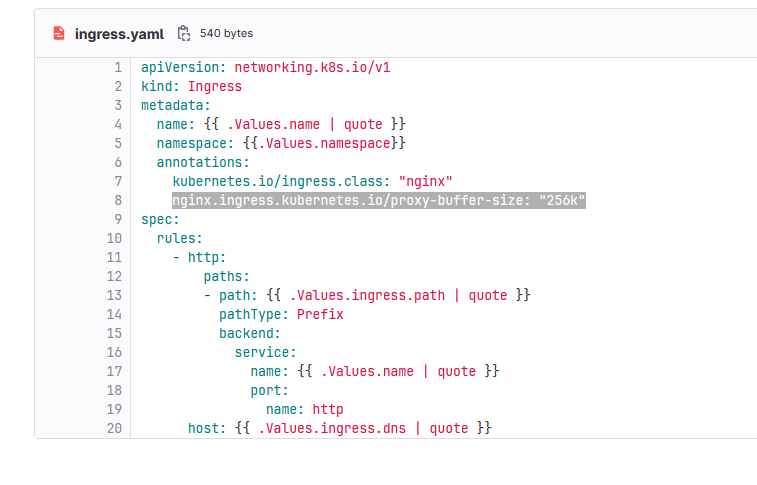 ingress.yaml 540 bytes
1 apiVersion: networking.k8s.io/v1
2 kind: Ingress
3 metadata:
4   name: {{ .Values.name | quote }}
5   namespace: {{.Values.namespace}}
6   annotations:
7     kubernetes.io/ingress.class: "nginx"
8     nginx.ingress.kubernetes.io/proxy-buffer-size: "256k"
9 spec:
10   rules:
11     - http:
12         paths:
13         - path: {{ .Values.ingress.path | quote }}
14           pathType: Prefix
15           backend:
16             service:
17               name: {{ .Values.name | quote }}
18               port:
19                 name: http
20       host: {{ .Values.ingress.dns | quote }}